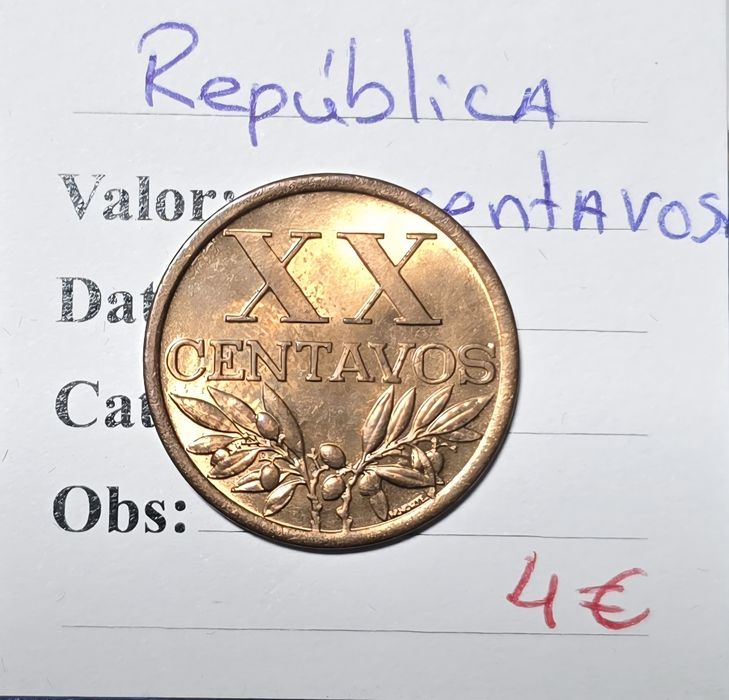 República
Valor: centavos
XX
CENTAVOS
Obs:
4€